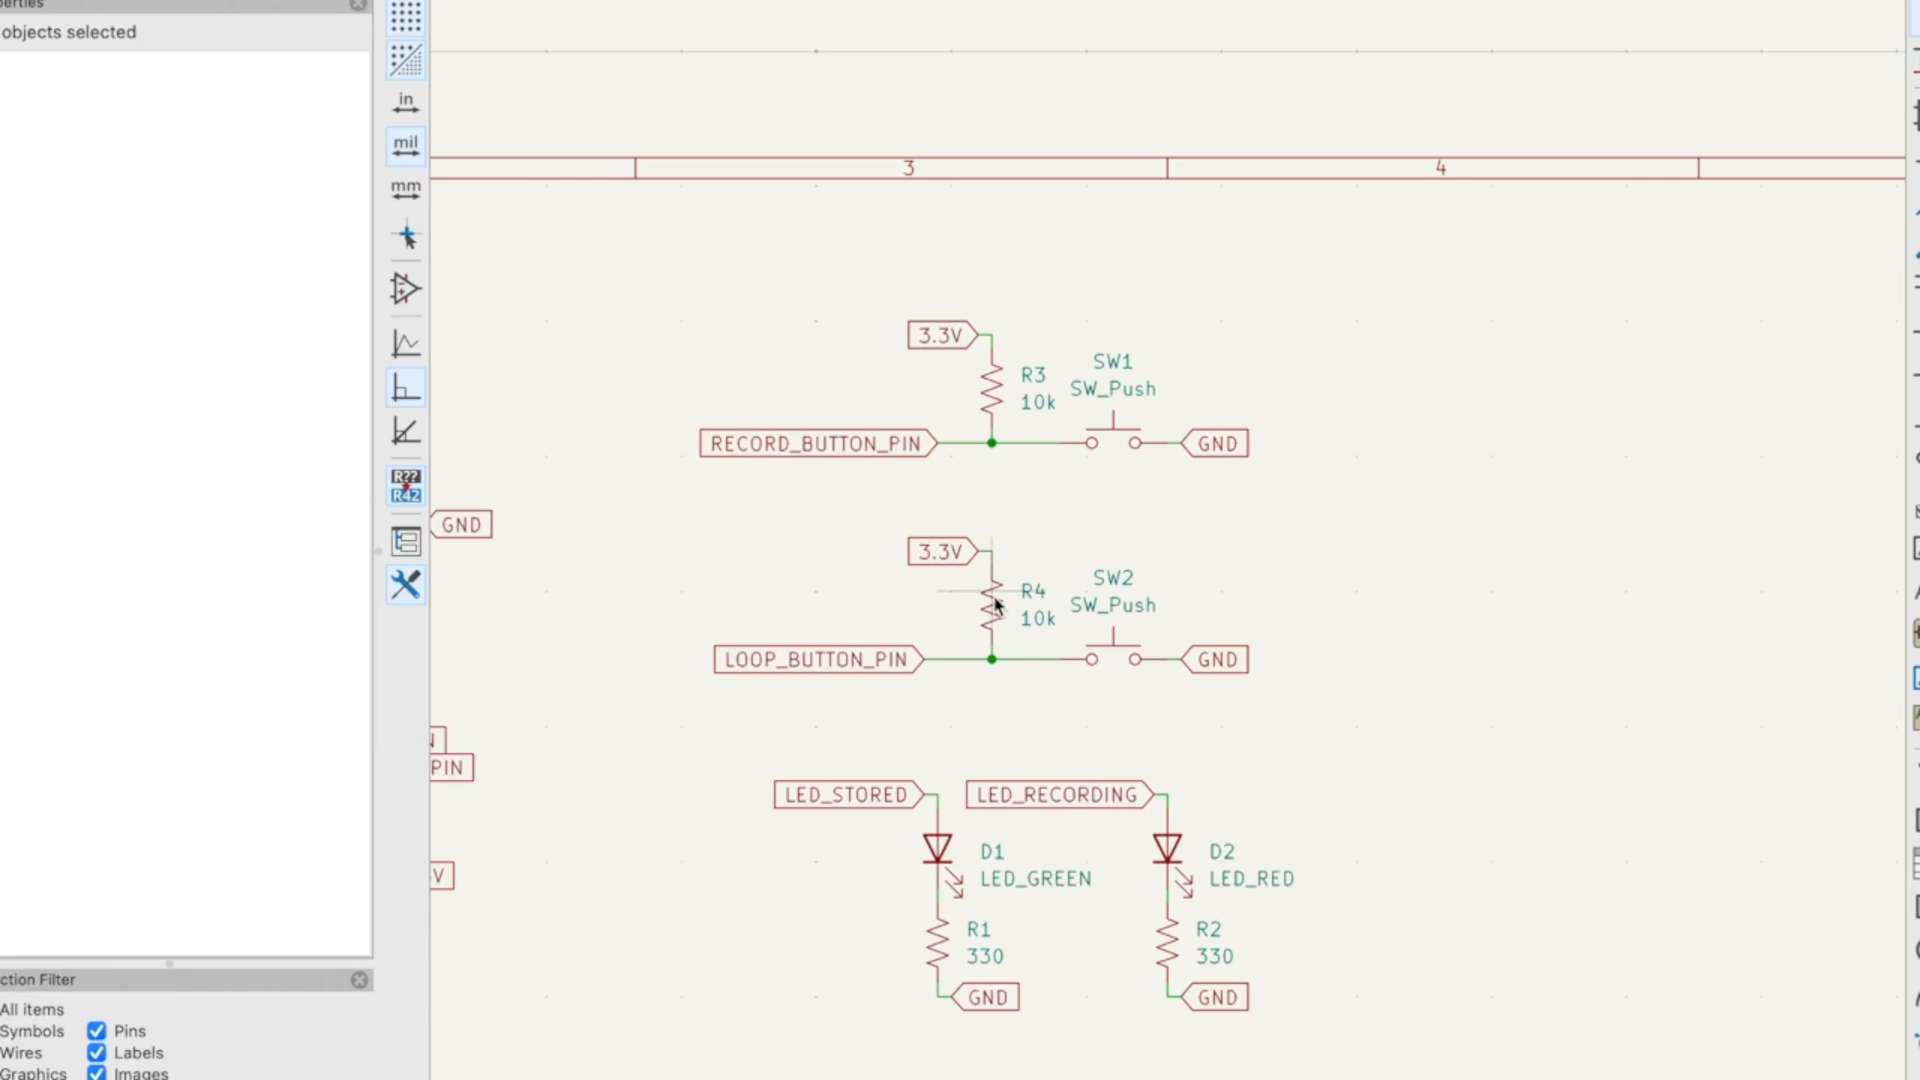 erties
objects selected
in
mil
mm
R??
R42
ction Filter
All items
Symbols
Pins
Wires
Labels
Graphics
Images
3
4
3.3V
R3
10k
SW1
SW_Push
RECORD_BUTTON_PIN
GND
GND
3.3V
R4
10k
SW2
SW_Push
LOOP_BUTTON_PIN
GND
N
PIN
V
LED_STORED
LED_RECORDING
D1
LED_GREEN
D2
LED_RED
R1
330
R2
330
GND
GND